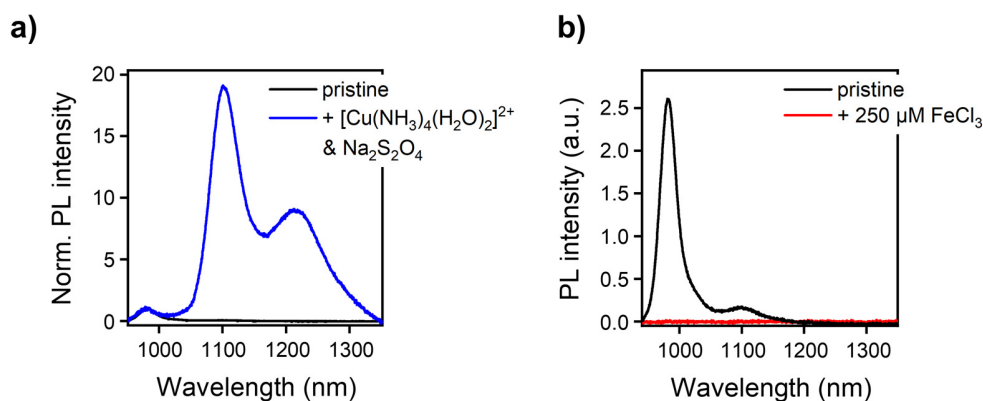 a)
20
15
10
5
0
Norm. PL intensity
pristine
+ [Cu(NH₃)₄(H₂O)₂]²⁺
& Na₂S₂O₄
1000 1100 1200 1300
Wavelength (nm)
b)
2.5
2.0
1.5
1.0
0.5
0.0
PL intensity (a.u.)
pristine
+ 250 µM FeCl₃
1000 1100 1200 1300
Wavelength (nm)